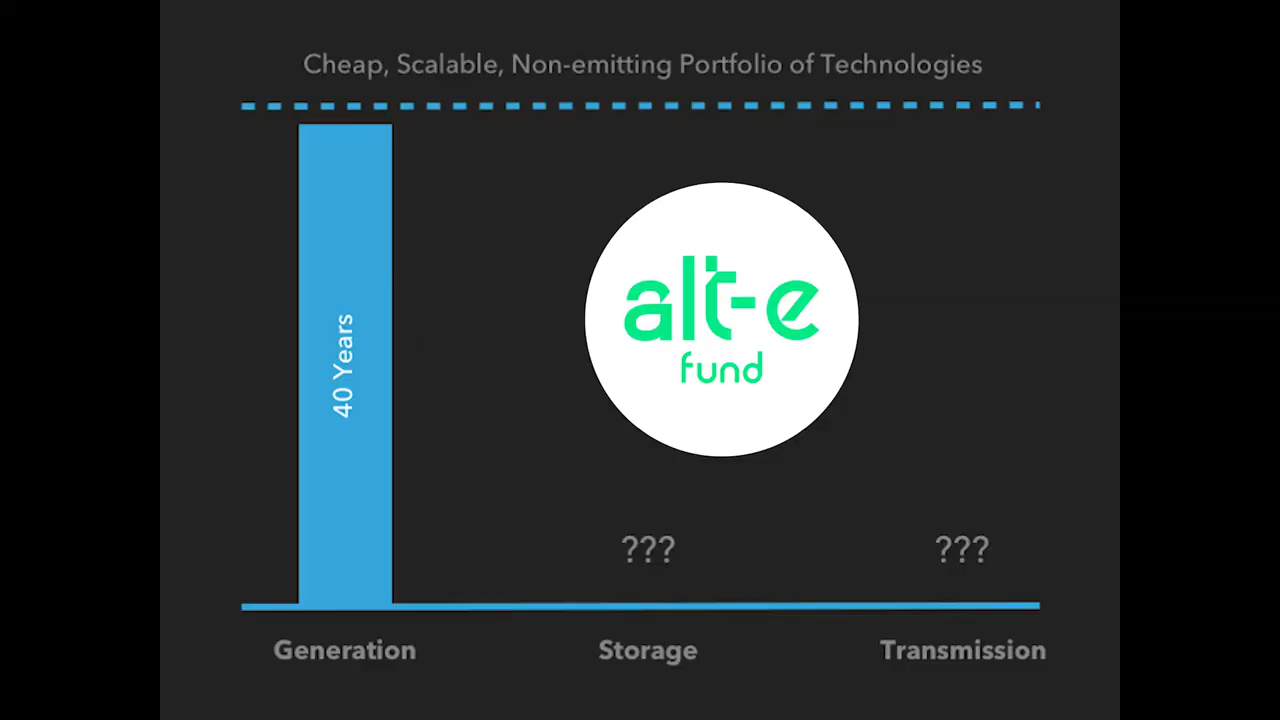 Cheap, Scalable, Non-emitting Portfolio of Technologies
40 Years
alt-e
fund
???
???
Generation
Storage
Transmission